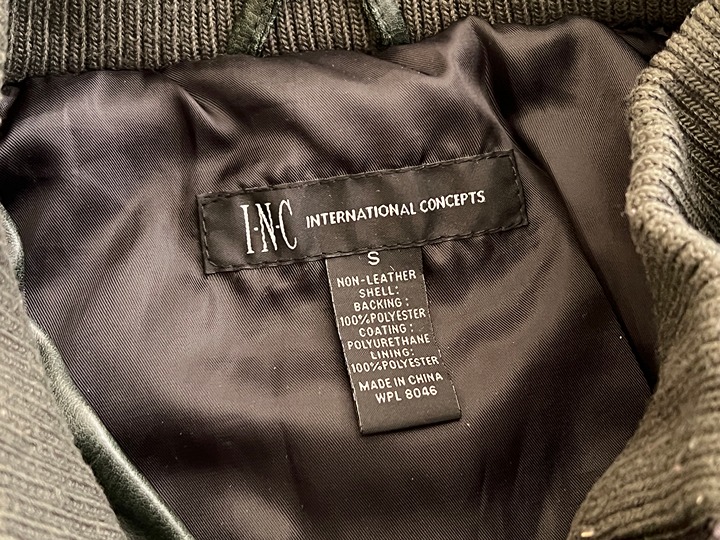 I·N·C INTERNATIONAL CONCEPTS
S
NON-LEATHER
SHELL:
BACKING:
100%POLYESTER
COATING:
POLYURETHANE
LINING:
100%POLYESTER
MADE IN CHINA
WPL 8046